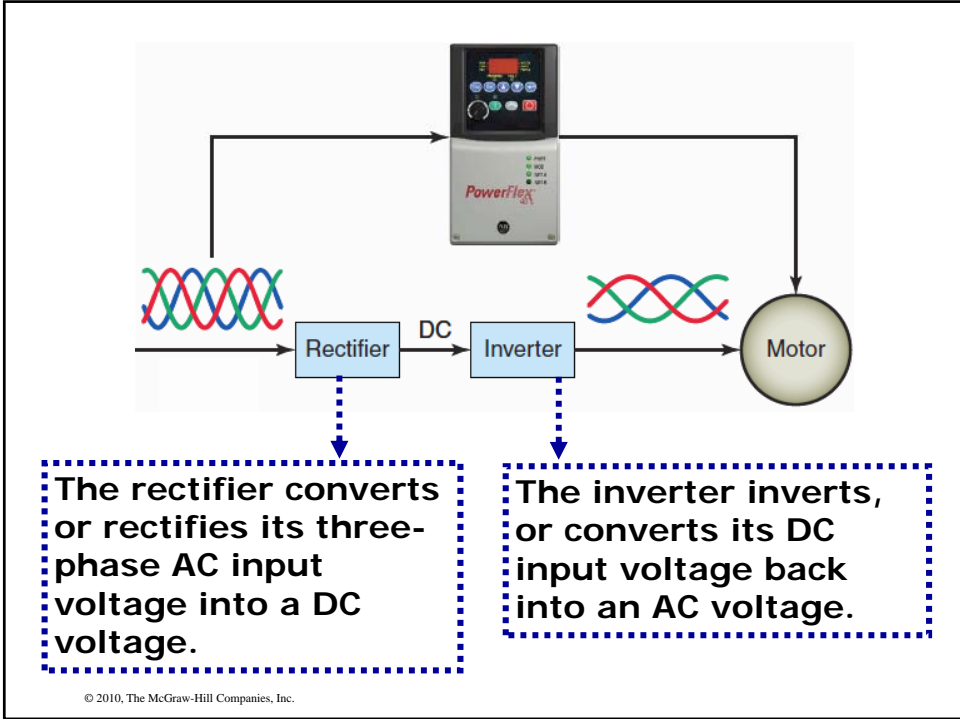 PowerFlex
DC
Rectifier
Inverter
Motor
The rectifier converts
or rectifies its three-
phase AC input
voltage into a DC
voltage.
The inverter inverts,
or converts its DC
input voltage back
into an AC voltage.
© 2010, The McGraw-Hill Companies, Inc.